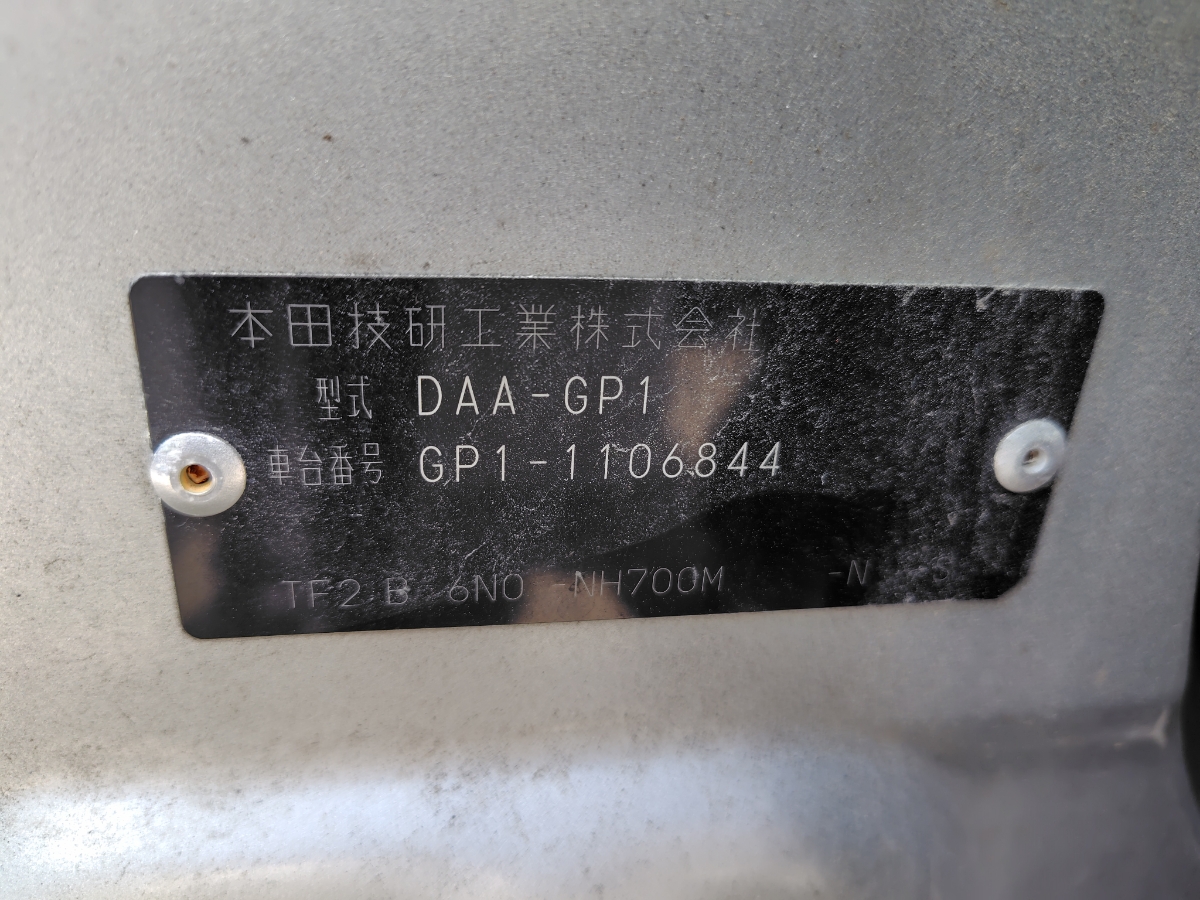 本田技研工業株式会社
型式 DAA-GP1
車台番号 GP1-1106844
TF2 B 6N0 -NH700M -N S